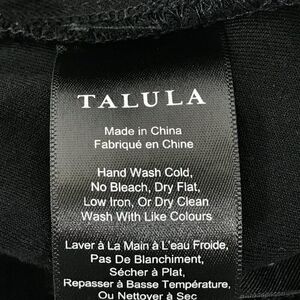 TALULA
Made in China
Fabriqué en Chine
Hand Wash Cold,
No Bleach, Dry Flat,
Low Iron, Or Dry Clean
Wash With Like Colours
Laver à La Main à L'eau Froide,
Pas De Blanchiment,
Sécher à Plat,
Repasser à Basse Température,
Ou Nettoyer à Sec